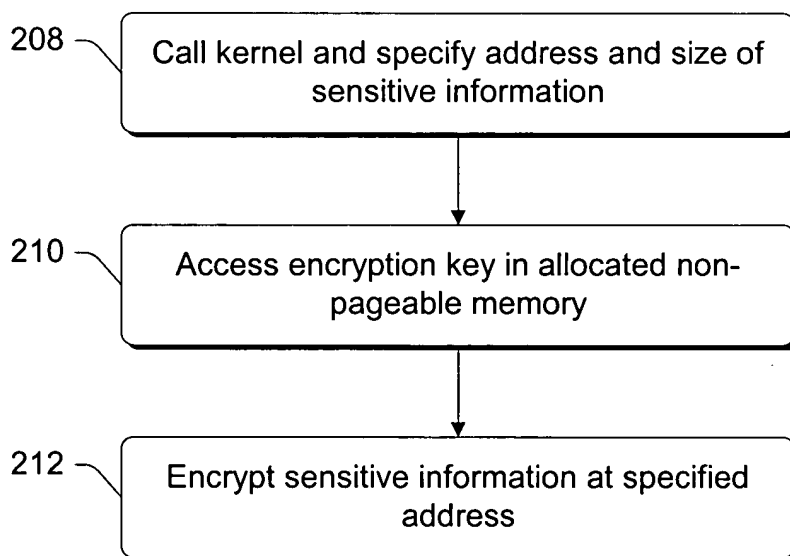 208
Call kernel and specify address and size of
sensitive information
210
Access encryption key in allocated non-
pageable memory
212
Encrypt sensitive information at specified
address